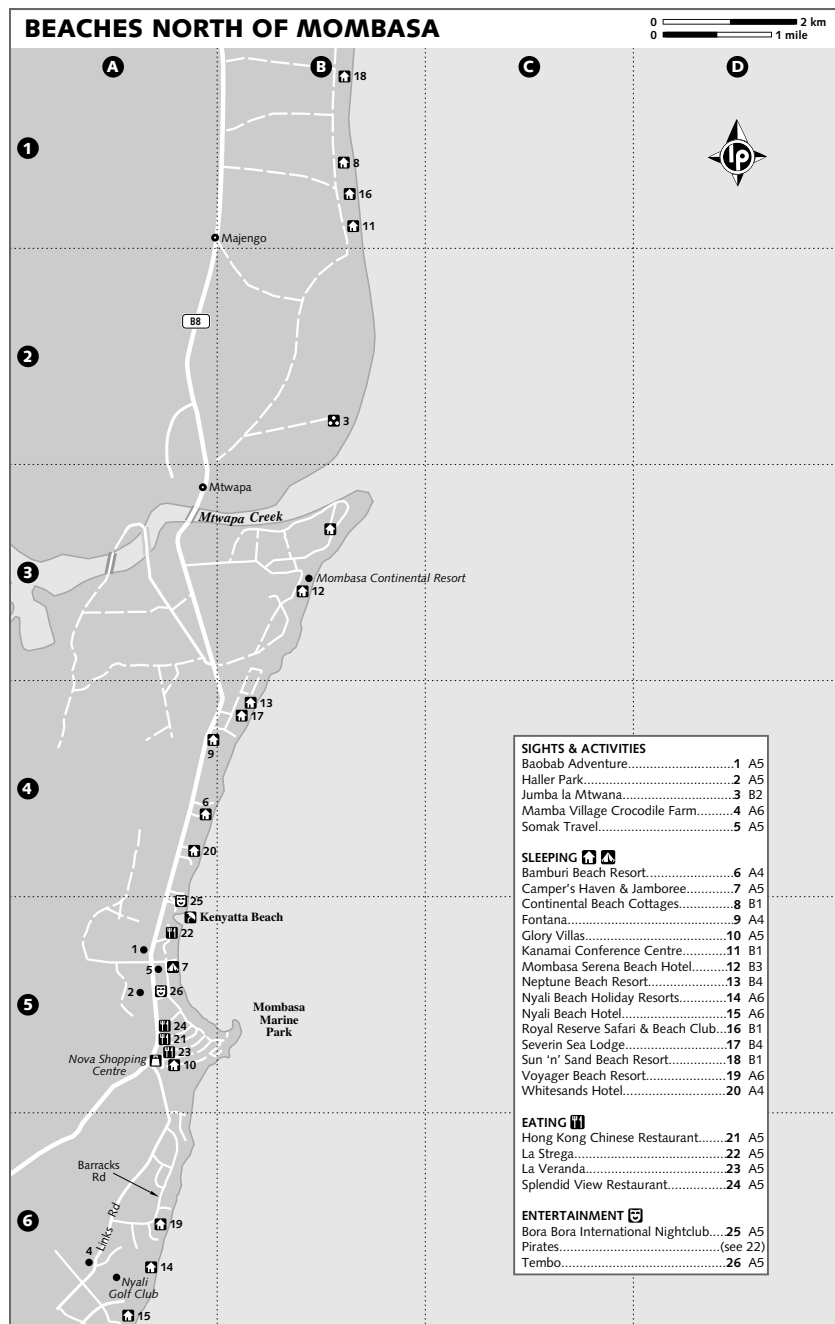 BEACHES NORTH OF MOMBASA
0 2 km
0 1 mile
A B C D
18
1
lp
8
16
11
Majengo
B8
2
3
Mtwapa
Mtwapa Creek
3
Mombasa Continental Resort
12
13
17
9
4
6
20
25
Kenyatta Beach
22
1
5
7
2
26
5
Mombasa
Marine
Park
24
21
23
Nova Shopping
Centre
10
Barracks
Rd
Links Rd
6
19
4
14
Nyali
Golf Club
15
SIGHTS & ACTIVITIES
Baobab Adventure..................1 A5
Haller Park..................2 A5
Jumba la Mtwana..................3 B2
Mamba Village Crocodile Farm.........4 A6
Somak Travel..................5 A5
SLEEPING
Bamburi Beach Resort..................6 A4
Camper's Haven & Jamboree.........7 A5
Continental Beach Cottages.........8 B1
Fontana..................9 A4
Glory Villas..................10 A5
Kanamai Conference Centre.........11 B1
Mombasa Serena Beach Hotel.......12 B3
Neptune Beach Resort..................13 B4
Nyali Beach Holiday Resorts.........14 A6
Nyali Beach Hotel..................15 A6
Royal Reserve Safari & Beach Club...16 B1
Severin Sea Lodge..................17 B4
Sun 'n' Sand Beach Resort.........18 B1
Voyager Beach Resort..................19 A6
Whitesands Hotel..................20 A4
EATING
Hong Kong Chinese Restaurant.......21 A5
La Strega..................22 A5
La Veranda..................23 A5
Splendid View Restaurant.........24 A5
ENTERTAINMENT
Bora Bora International Nightclub....25 A5
Pirates..................(see 22)
Tembo..................26 A5